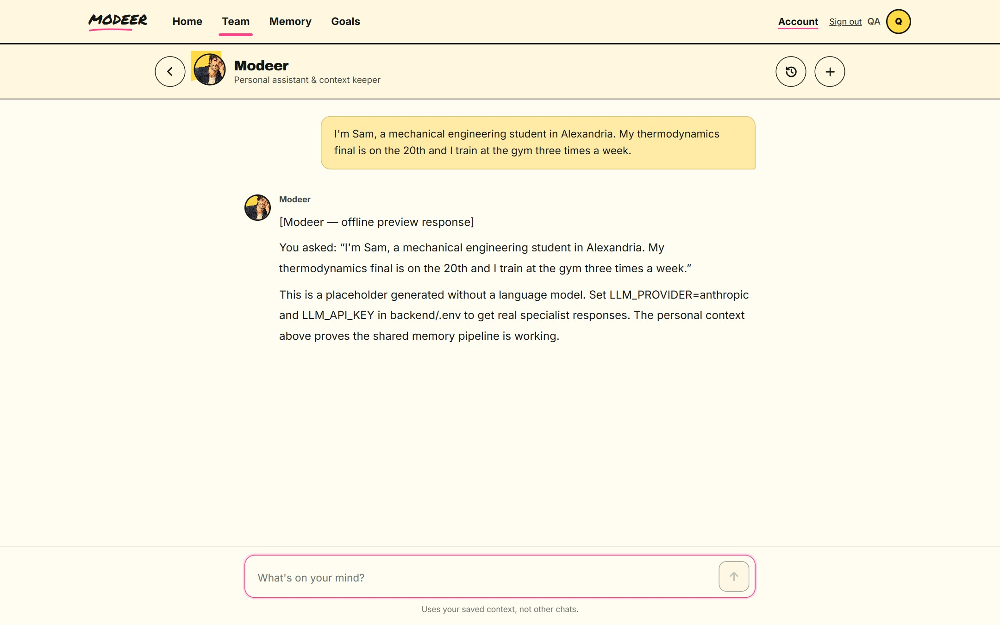 MODEER
Home
Team
Memory
Goals
Account
Sign out
QA
Q
Modeer
Personal assistant & context keeper
I'm Sam, a mechanical engineering student in Alexandria. My thermodynamics
final is on the 20th and I train at the gym three times a week.
Modeer
[Modeer — offline preview response]
You asked: “I'm Sam, a mechanical engineering student in Alexandria. My
thermodynamics final is on the 20th and I train at the gym three times a week.”
This is a placeholder generated without a language model. Set LLM_PROVIDER=anthropic
and LLM_API_KEY in backend/.env to get real specialist responses. The personal context
above proves the shared memory pipeline is working.
What's on your mind?
Uses your saved context, not other chats.